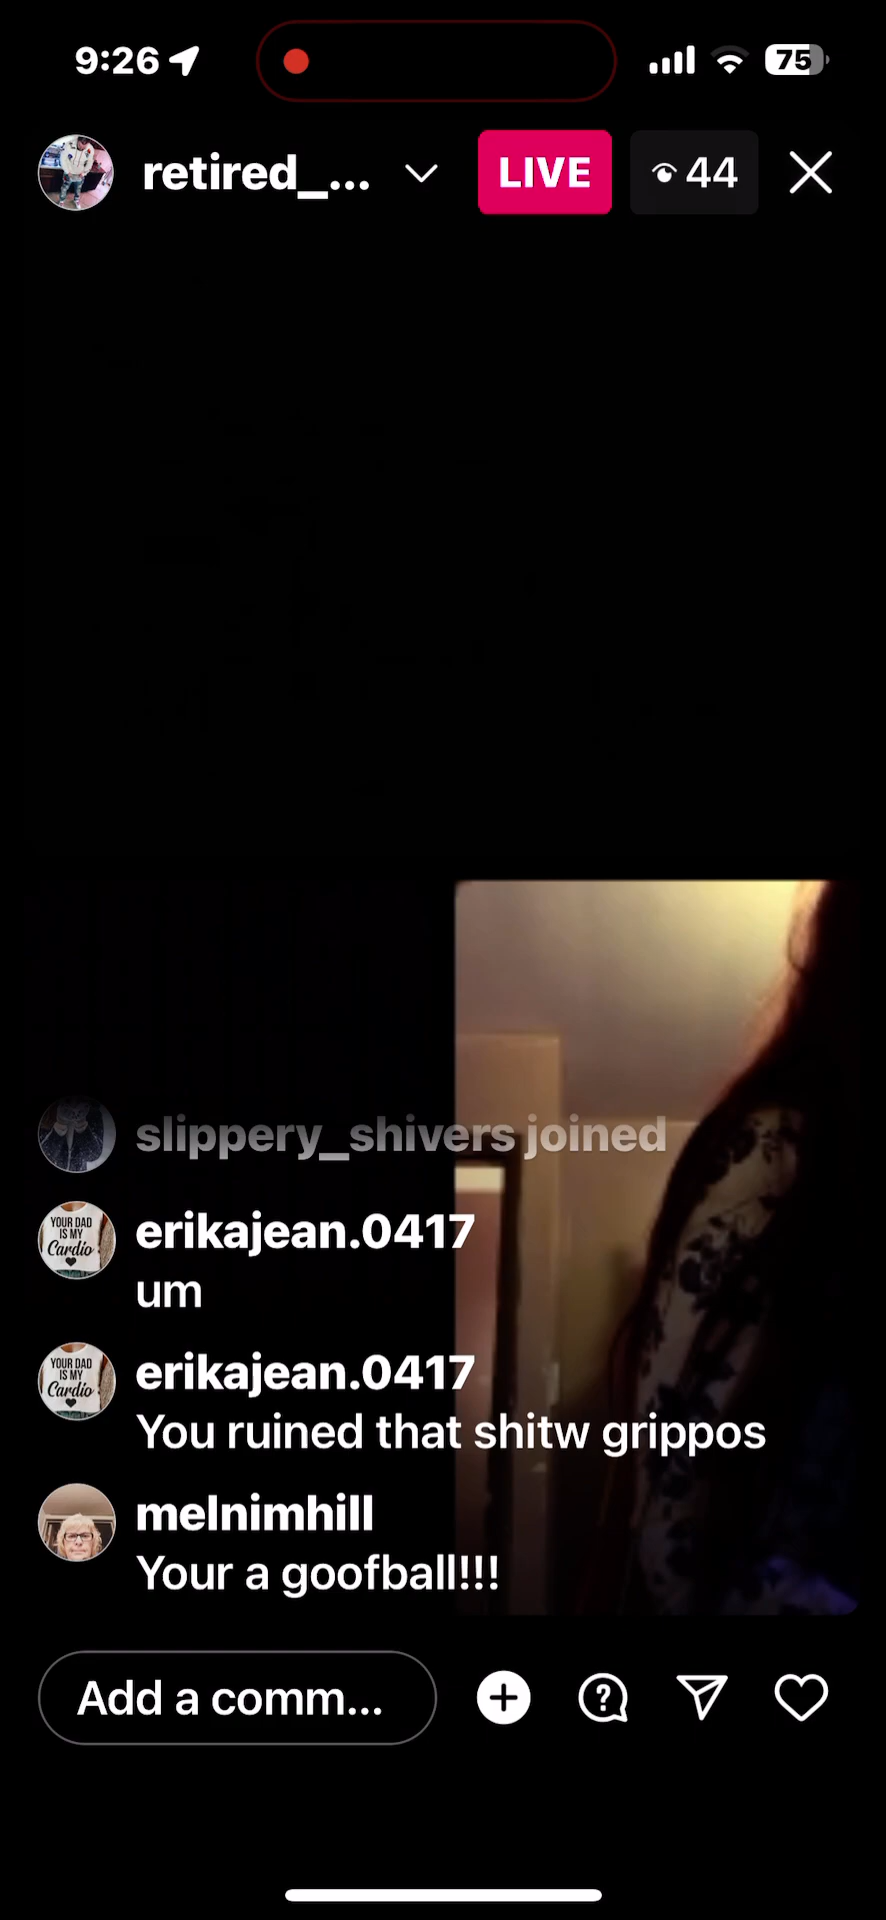 9:26
75
retired_...
LIVE
44
slippery_shivers joined
YOUR DAD
IS MY
Cardio
erikajean.0417
um
YOUR DAD
IS MY
Cardio
erikajean.0417
You ruined that shitw grippos
melnimhill
Your a goofball!!!
Add a comm...